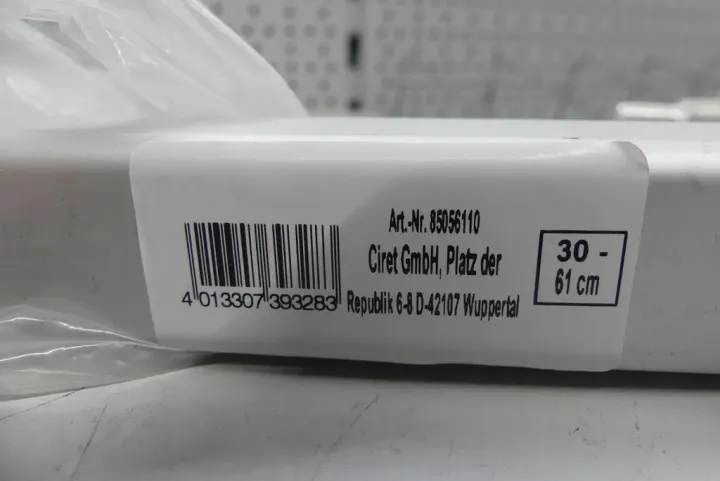 4 013307 393283
Art.-Nr. 85056110
Ciret GmbH, Platz der
Republik 6-8 D-42107 Wuppertal
30 -
61 cm